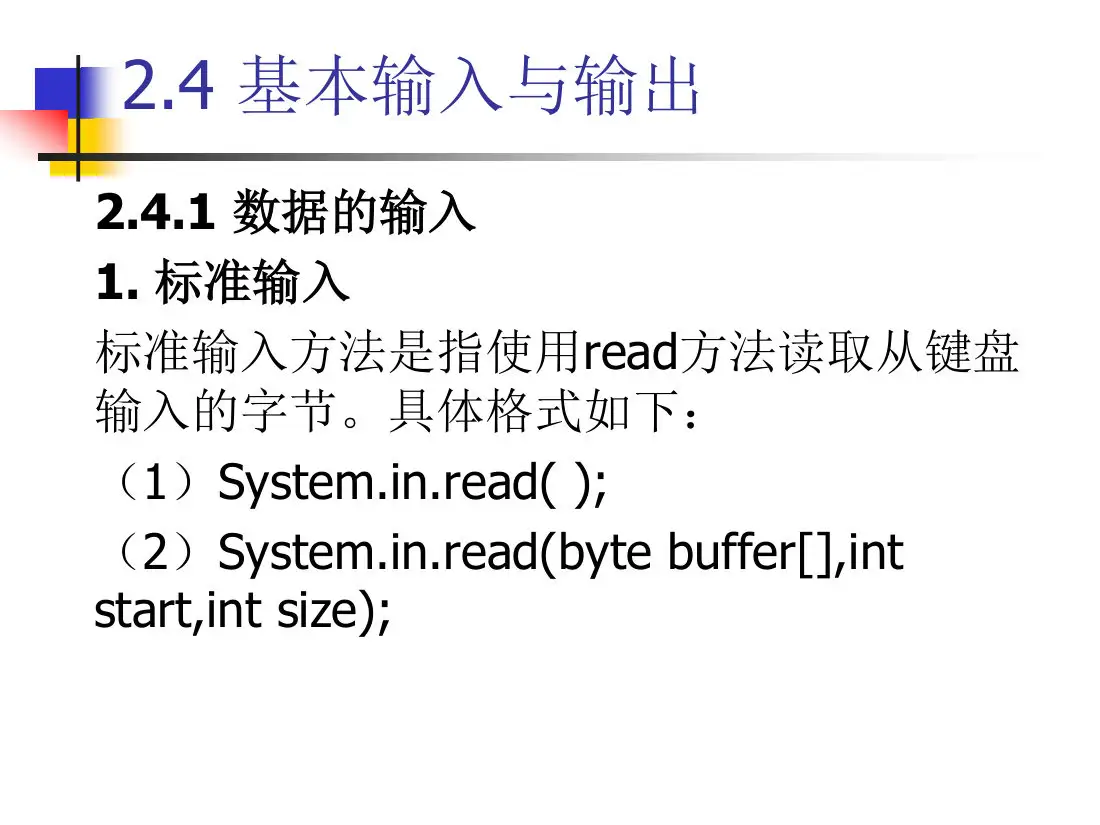 2.4 基本输入与输出
2.4.1 数据的输入
1. 标准输入
标准输入方法是指使用read方法读取从键盘
输入的字节。具体格式如下：
（1）System.in.read( );
（2）System.in.read(byte buffer[],int
start,int size);